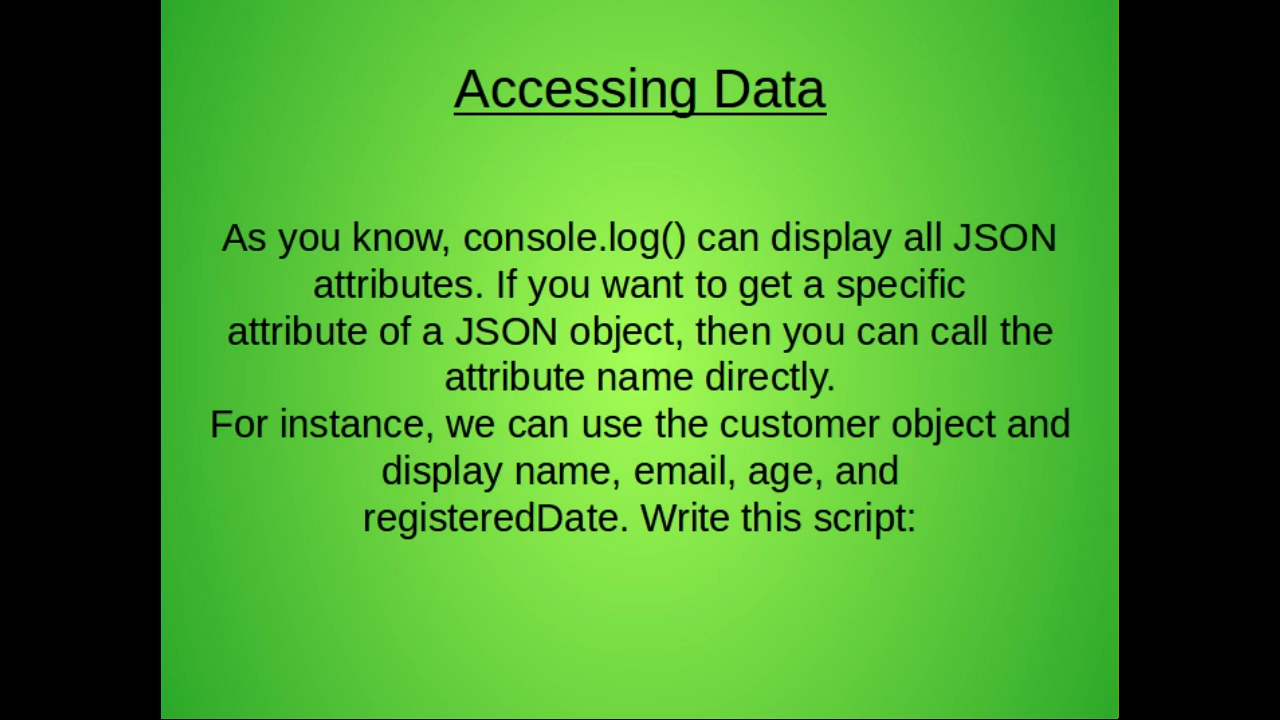 Accessing Data
As you know, console.log() can display all JSON
attributes. If you want to get a specific
attribute of a JSON object, then you can call the
attribute name directly.
For instance, we can use the customer object and
display name, email, age, and
registeredDate. Write this script: